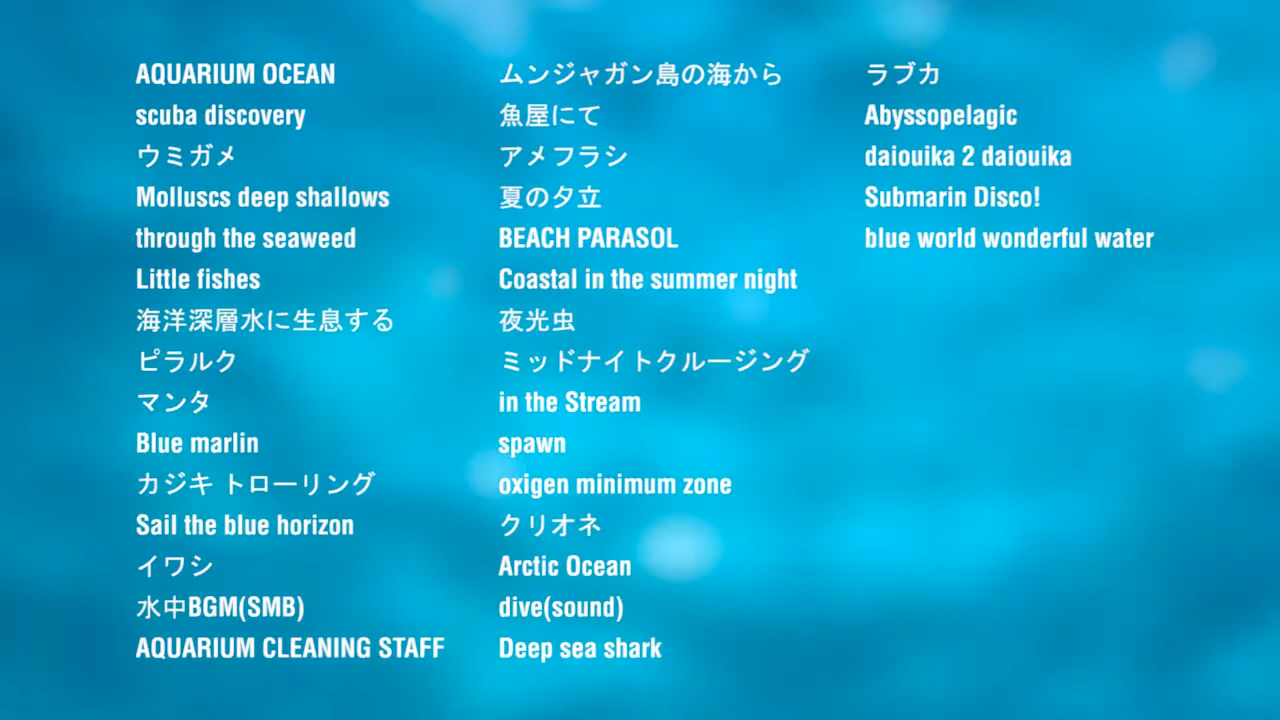 AQUARIUM OCEAN
scuba discovery
ウミガメ
Molluscs deep shallows
through the seaweed
Little fishes
海洋深層水に生息する
ピラルク
マンタ
Blue marlin
カジキ トローリング
Sail the blue horizon
イワシ
水中BGM(SMB)
AQUARIUM CLEANING STAFF
ムンジャガン島の海から
魚屋にて
アメフラシ
夏の夕立
BEACH PARASOL
Coastal in the summer night
夜光虫
ミッドナイトクルージング
in the Stream
spawn
oxigen minimum zone
クリオネ
Arctic Ocean
dive(sound)
Deep sea shark
ラブカ
Abyssopelagic
daiouika 2 daiouika
Submarin Disco!
blue world wonderful water